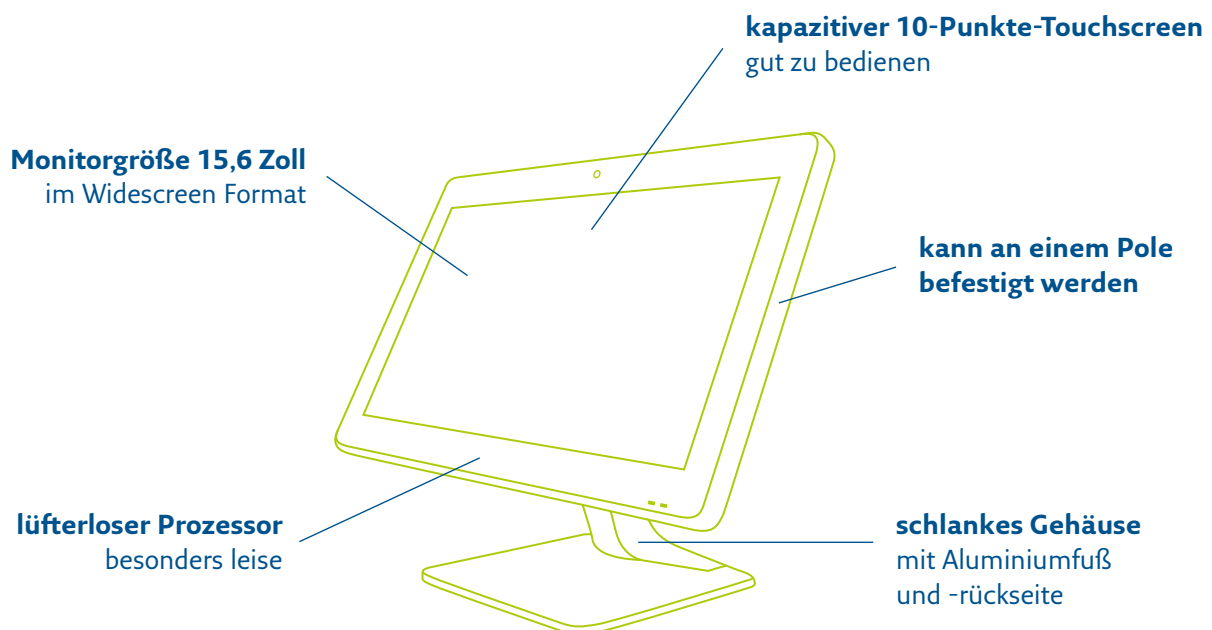 kapazitiver 10-Punkte-Touchscreen
gut zu bedienen
Monitorgröße 15,6 Zoll
im Widescreen Format
kann an einem Pole
befestigt werden
lüfterloser Prozessor
besonders leise
schlankes Gehäuse
mit Aluminiumfuß
und -rückseite